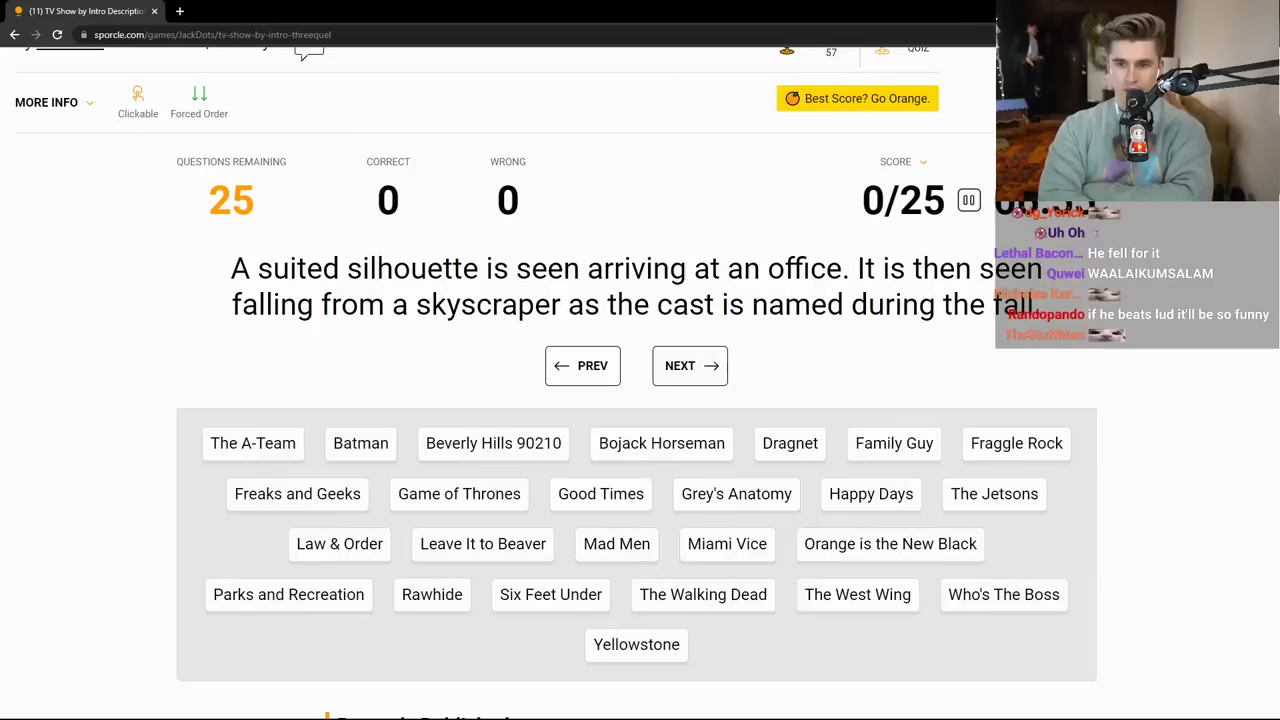 (11) TV Show by Intro Descriptio
sporcle.com/games/JackDots/tv-show-by-intro-threequel
57
QUIZ
MORE INFO
Clickable
Forced Order
Best Score? Go Orange.
QUESTIONS REMAINING
CORRECT
WRONG
SCORE
25
0
0
0/25
A suited silhouette is seen arriving at an office. It is then seen
falling from a skyscraper as the cast is named during the fall.
PREV
NEXT
The A-Team
Batman
Beverly Hills 90210
Bojack Horseman
Dragnet
Family Guy
Fraggle Rock
Freaks and Geeks
Game of Thrones
Good Times
Grey's Anatomy
Happy Days
The Jetsons
Law & Order
Leave It to Beaver
Mad Men
Miami Vice
Orange is the New Black
Parks and Recreation
Rawhide
Six Feet Under
The Walking Dead
The West Wing
Who's The Boss
Yellowstone
dg_Yorick
Uh Oh
Lethal Bacon... He fell for it
Quwei WAALAIKUMSALAM
Randopando if he beats lud it'll be so funny